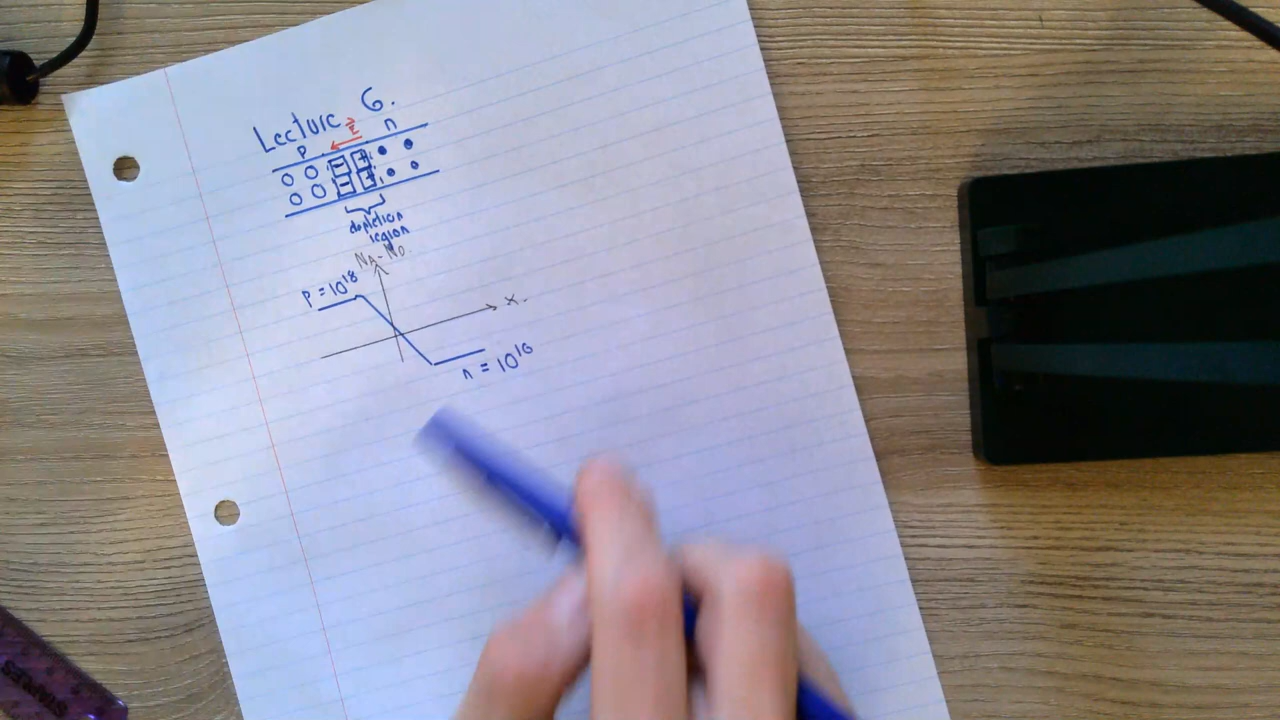 Lecture 6.
E
p n
- +
- +
depletion
region
NA - ND.
p = 10^18
x.
n = 10^16